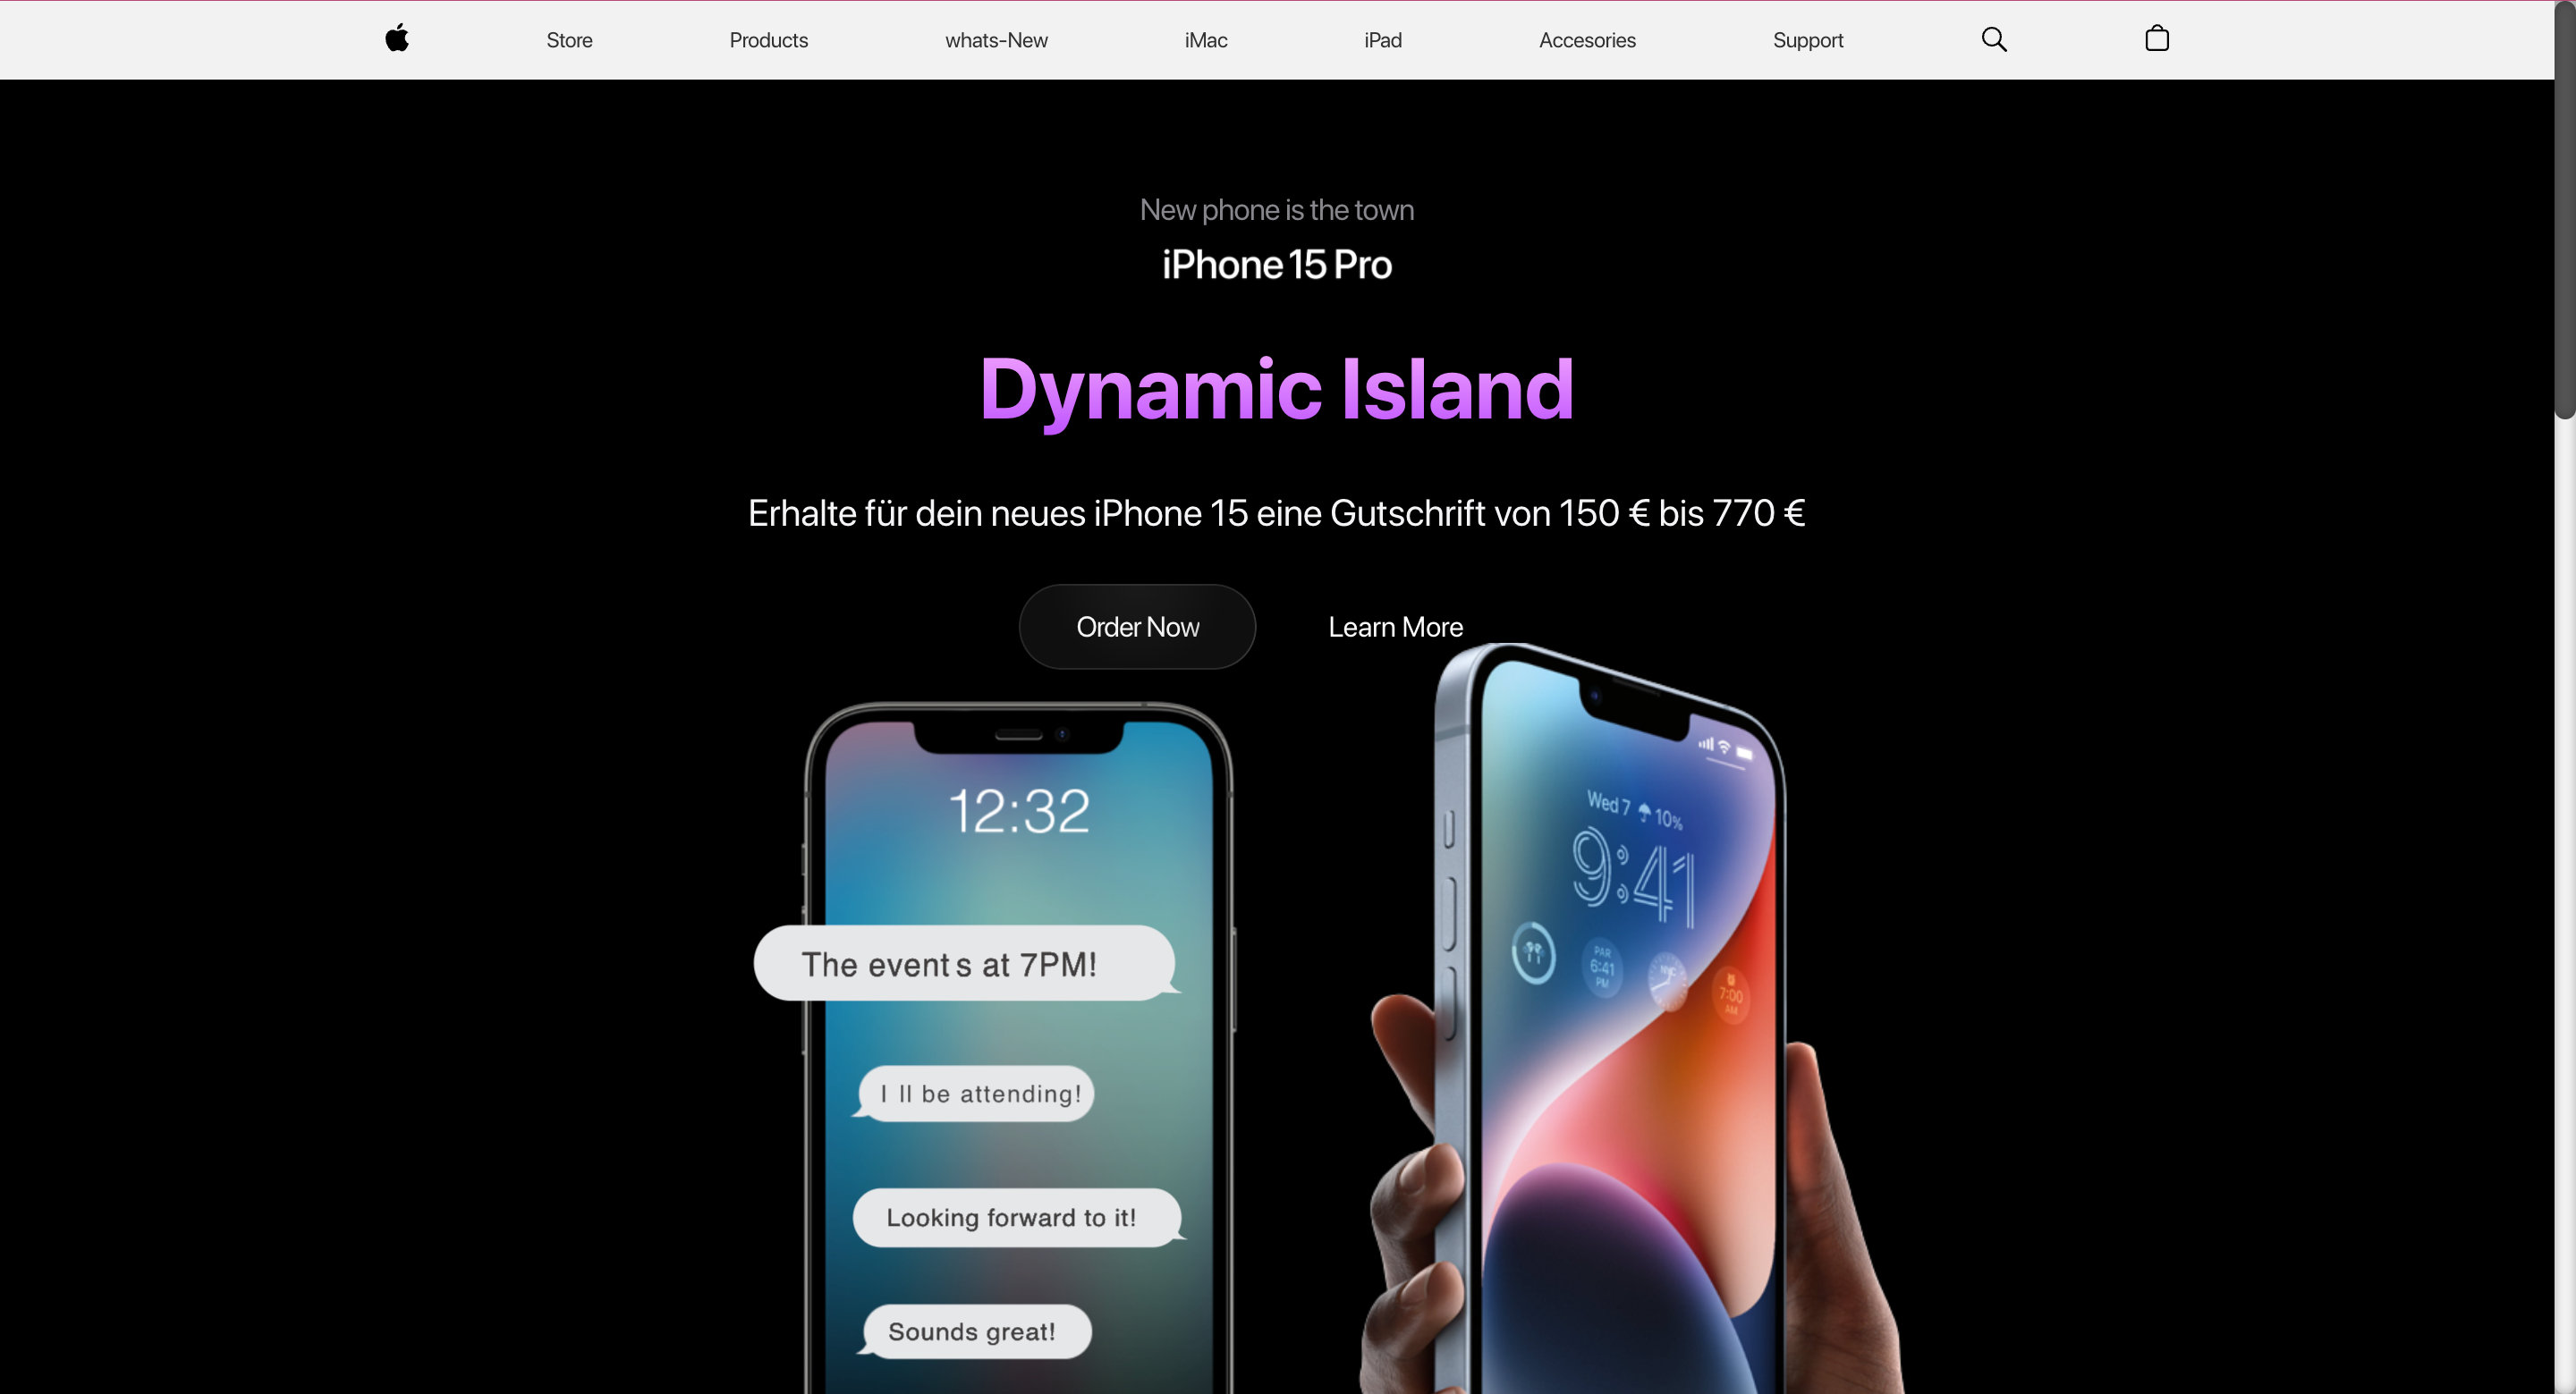 Store Products whats-New iMac iPad Accesories Support
New phone is the town
iPhone 15 Pro
Dynamic Island
Erhalte für dein neues iPhone 15 eine Gutschrift von 150 € bis 770 €
Order Now Learn More
12:32
The event s at 7PM!
I ll be attending!
Looking forward to it!
Sounds great!
Wed 7 10%
9:41
PAR
6:41
PM
NYC
7:00
AM